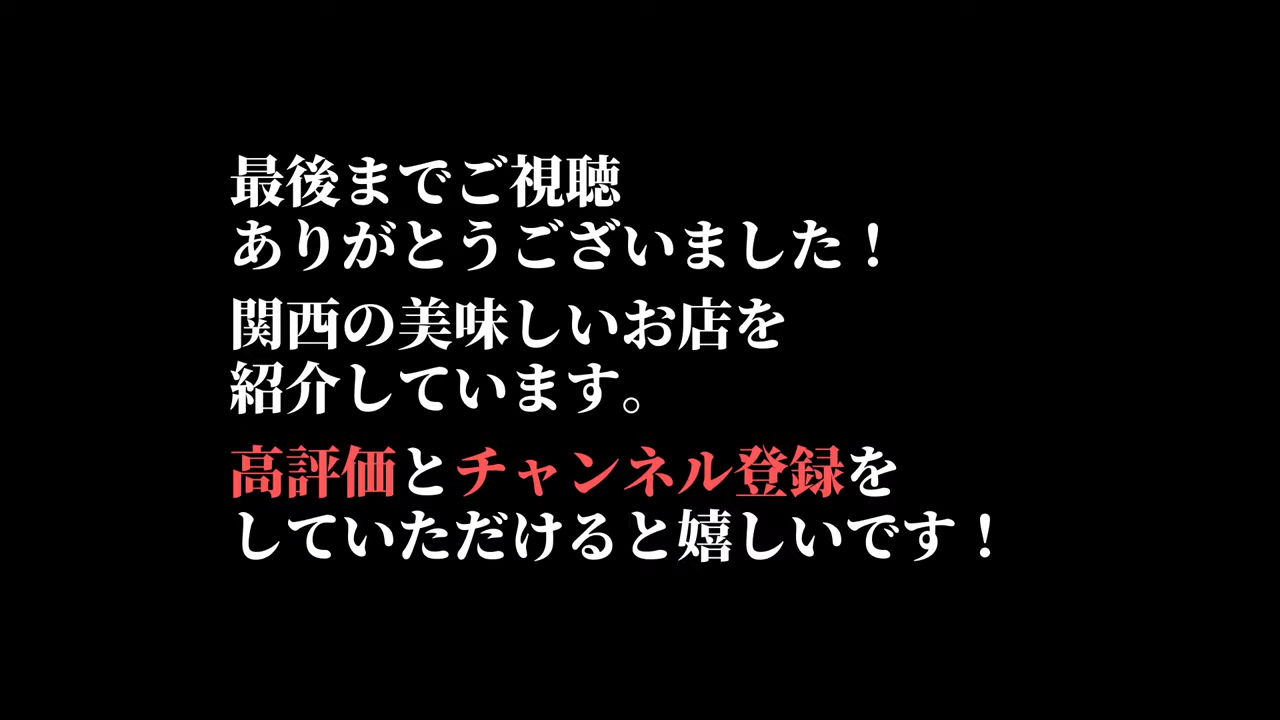 最後までご視聴
ありがとうございました！
関西の美味しいお店を
紹介しています。
高評価とチャンネル登録を
していただけると嬉しいです！